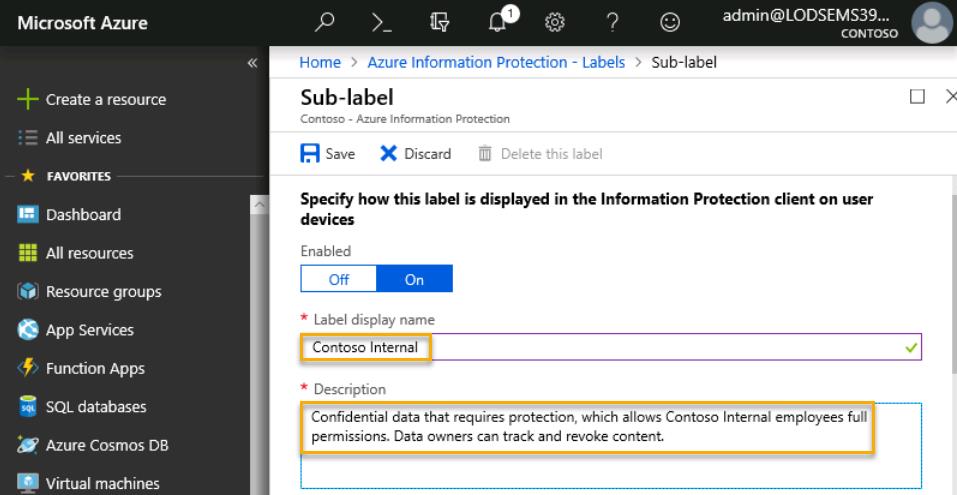 Microsoft Azure
1
admin@LODSEMS39...
CONTOSO
«
Home > Azure Information Protection - Labels > Sub-label
Sub-label
Contoso - Azure Information Protection
Save
Discard
Delete this label
Create a resource
All services
FAVORITES
Dashboard
All resources
Resource groups
App Services
Function Apps
SQL
SQL databases
Azure Cosmos DB
Virtual machines
Specify how this label is displayed in the Information Protection client on user
devices
Enabled
Off On
* Label display name
Contoso Internal
* Description
Confidential data that requires protection, which allows Contoso Internal employees full
permissions. Data owners can track and revoke content.